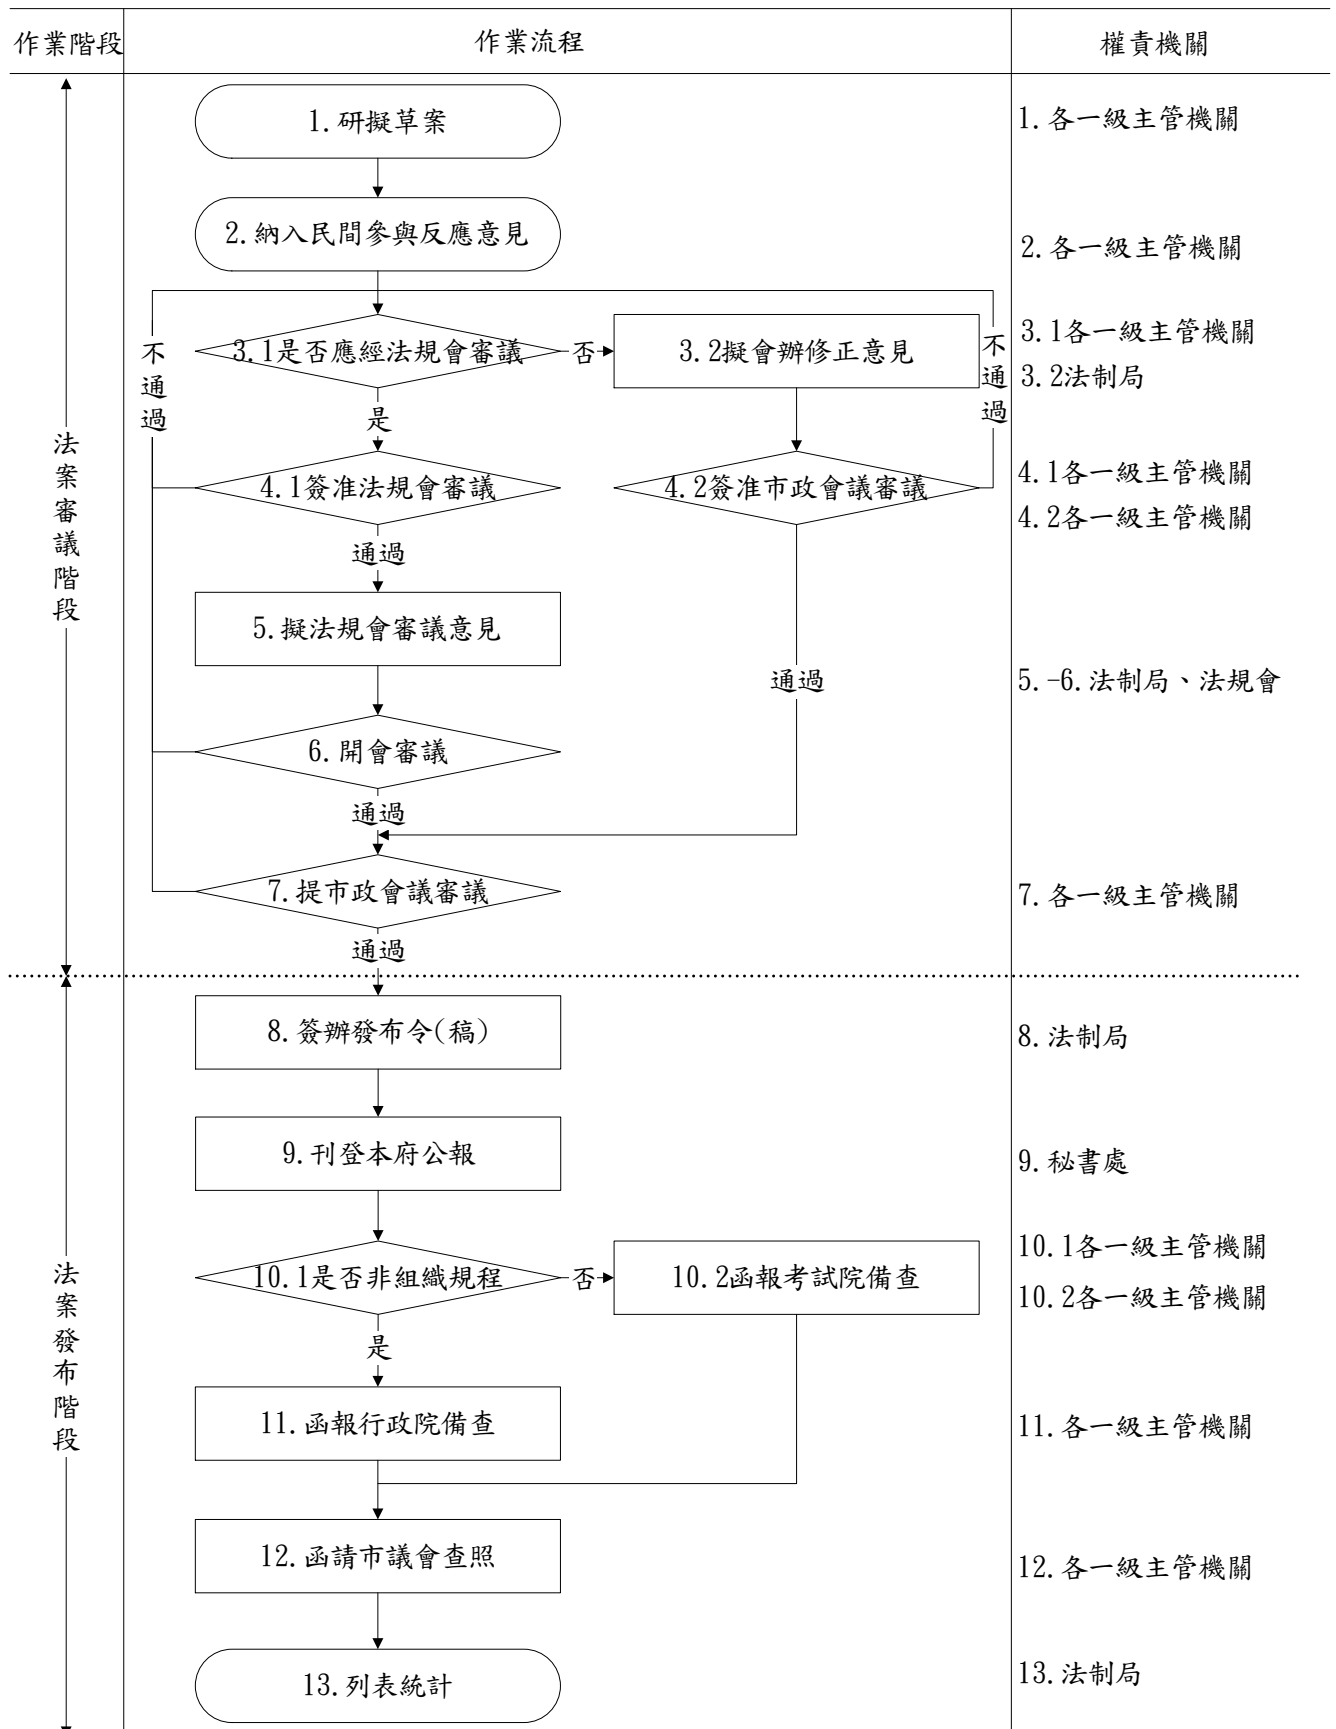 作業階段
作業流程
權責機關
1.研擬草案
1.各一級主管機關
2.納入民間參與反應意見
2.各一級主管機關
3.1是否應經法規會審議
否
3.2擬會辦修正意見
3.1各一級主管機關
3.2法制局
不通過
不通過
是
4.1簽准法規會審議
4.2簽准市政會議審議
4.1各一級主管機關
4.2各一級主管機關
法案審議階段
通過
5.擬法規會審議意見
通過
5.-6.法制局、法規會
6.開會審議
通過
7.提市政會議審議
7.各一級主管機關
通過
8.簽辦發布令(稿)
8.法制局
9.刊登本府公報
9.秘書處
10.1是否非組織規程
否
10.2函報考試院備查
10.1各一級主管機關
10.2各一級主管機關
法案發布階段
是
11.函報行政院備查
11.各一級主管機關
12.函請市議會查照
12.各一級主管機關
13.列表統計
13.法制局